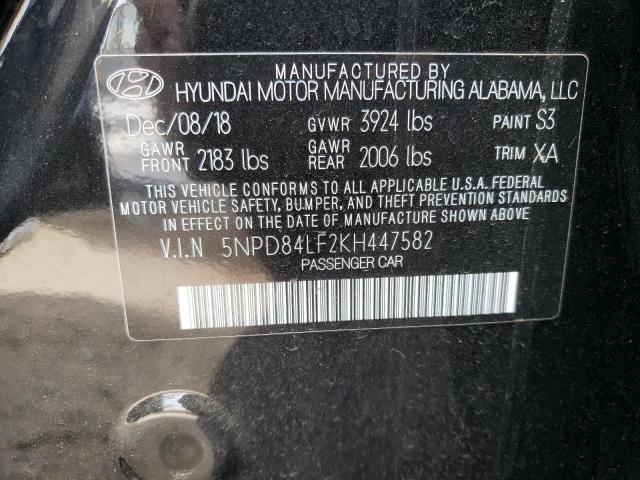 MANUFACTURED BY
HYUNDAI MOTOR MANUFACTURING ALABAMA, LLC
Dec/08/18 GVWR 3924 lbs PAINT S3
GAWR FRONT 2183 lbs GAWR REAR 2006 lbs TRIM XA
THIS VEHICLE CONFORMS TO ALL APPLICABLE U.S.A. FEDERAL
MOTOR VEHICLE SAFETY, BUMPER, AND THEFT PREVENTION STANDARDS
IN EFFECT ON THE DATE OF MANUFACTURE SHOWN ABOVE.
V.I.N 5NPD84LF2KH447582
PASSENGER CAR